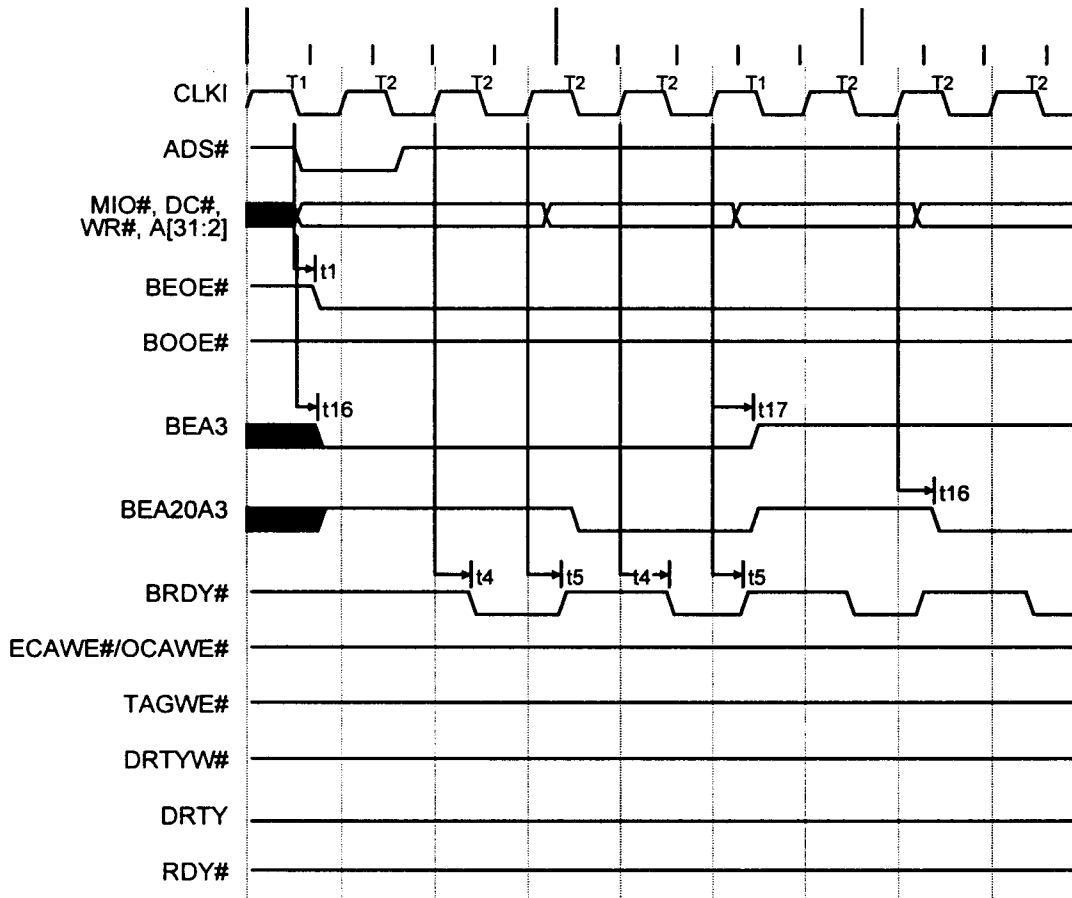 CLKI
T1 T2 T2 T2 T2 T1 T2 T2 T2
ADS#
MIO#, DC#,
WR#, A[31:2]
t1
BEOE#
BOOE#
t16 t17
BEA3
t16
BEA20A3
t4 t5 t4 t5
BRDY#
ECAWE#/OCAWE#
TAGWE#
DRTYW#
DRTY
RDY#